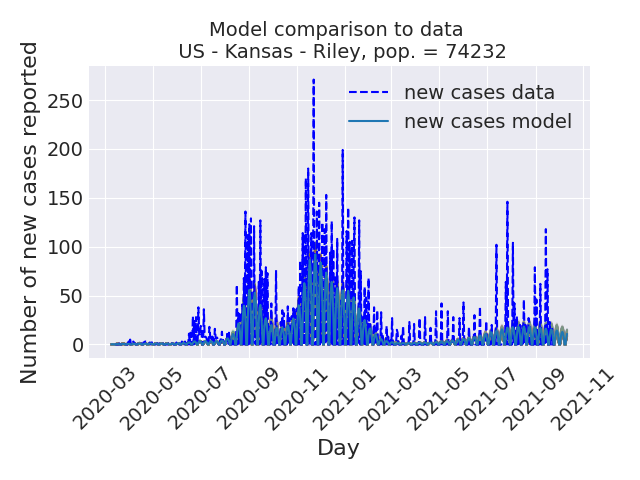 Model comparison to data
US - Kansas - Riley, pop. = 74232
Number of new cases reported
250
200
150
100
50
0
new cases data
new cases model
2020-03
2020-05
2020-07
2020-09
2020-11
2021-01
2021-03
2021-05
2021-07
2021-09
2021-11
Day